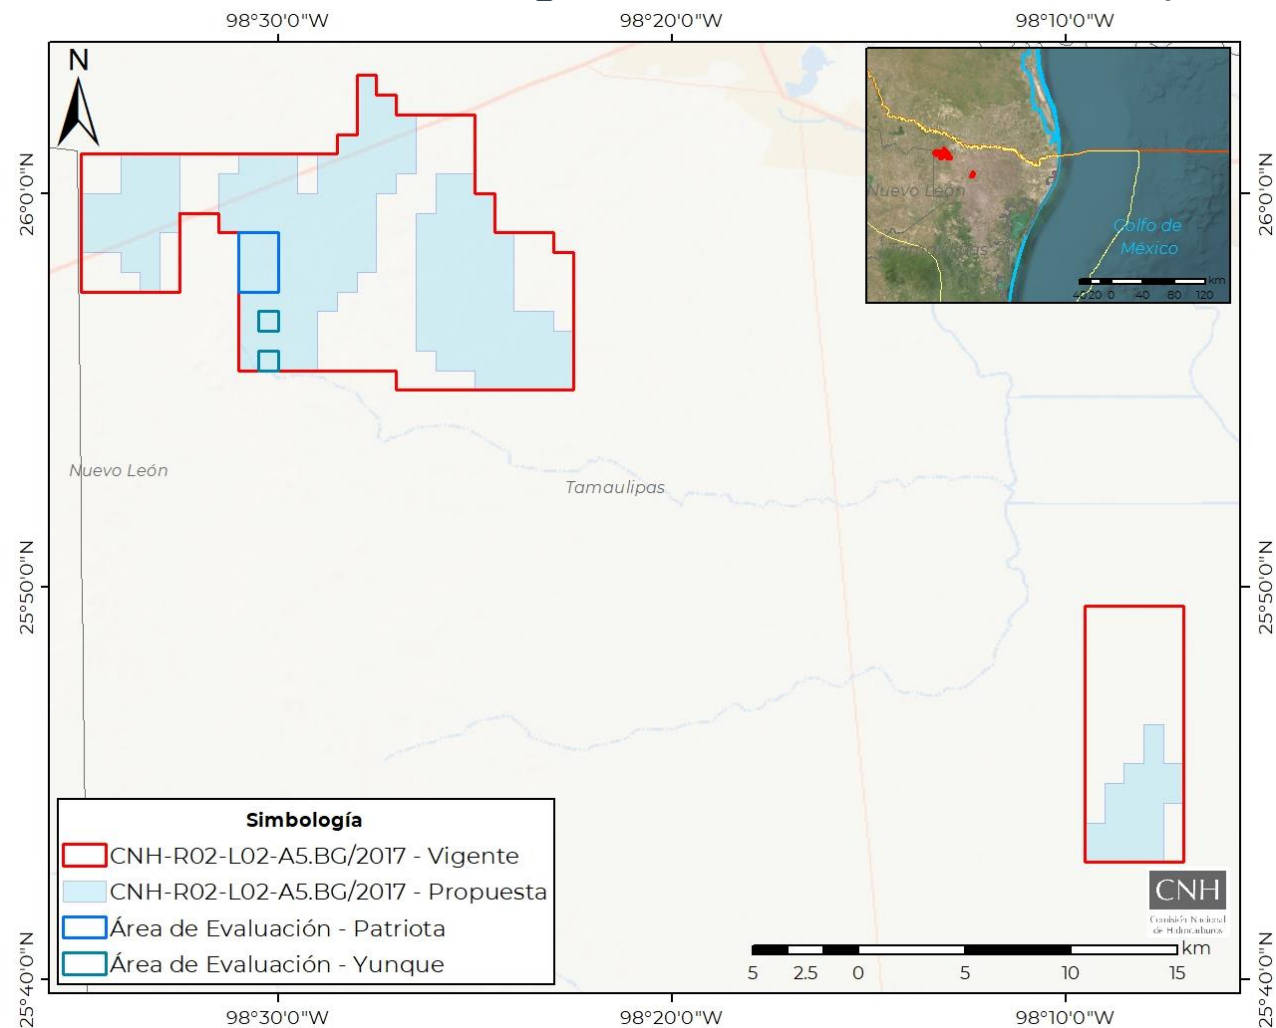 98°30'0"W 98°20'0"W 98°10'0"W
N
26°0'0"N
26°0'0"N
Nuevo León
Golfo de
México
km
40 20 0 40 80 120
Nuevo León
Tamaulipas
25°50'0"N
25°50'0"N
Simbología
CNH-R02-L02-A5.BG/2017 - Vigente
CNH-R02-L02-A5.BG/2017 - Propuesta
Área de Evaluación - Patriota
Área de Evaluación - Yunque
CNH
Comisión Nacional
de Hidrocarburos
km
5 2.5 0 5 10 15
25°40'0"N
25°40'0"N
98°30'0"W 98°20'0"W 98°10'0"W